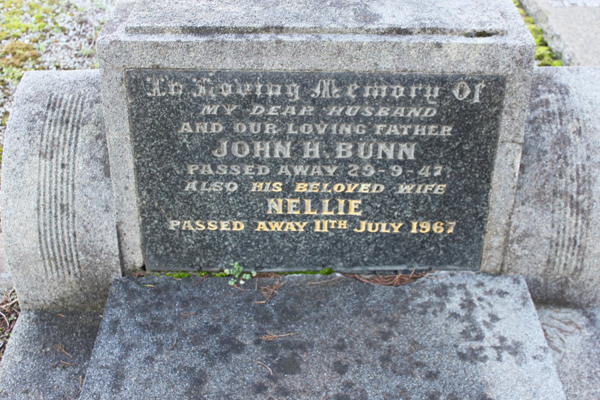 In Loving Memory Of
MY DEAR HUSBAND
AND OUR LOVING FATHER
JOHN H. BUNN
PASSED AWAY 29-9-47
ALSO HIS BELOVED WIFE
NELLIE
PASSED AWAY 11TH JULY 1967